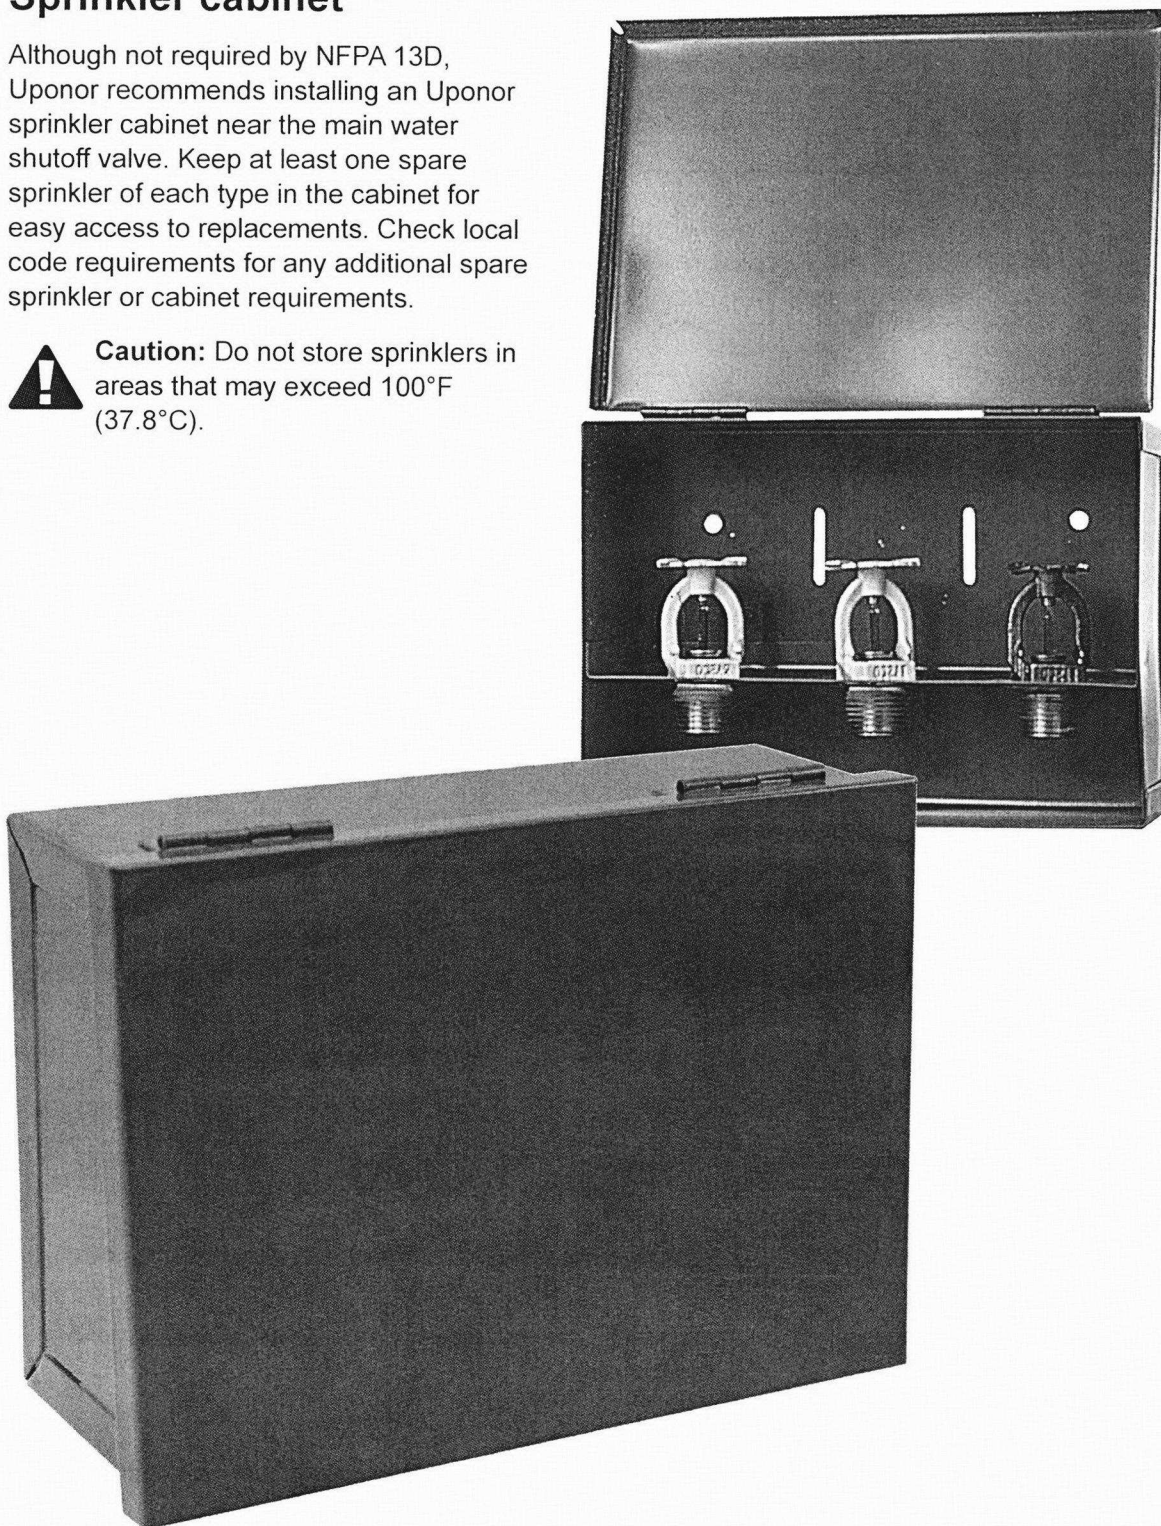 Sprinkler cabinet
Although not required by NFPA 13D,
Uponor recommends installing an Uponor
sprinkler cabinet near the main water
shutoff valve. Keep at least one spare
sprinkler of each type in the cabinet for
easy access to replacements. Check local
code requirements for any additional spare
sprinkler or cabinet requirements.
Caution: Do not store sprinklers in
areas that may exceed 100°F
(37.8°C).